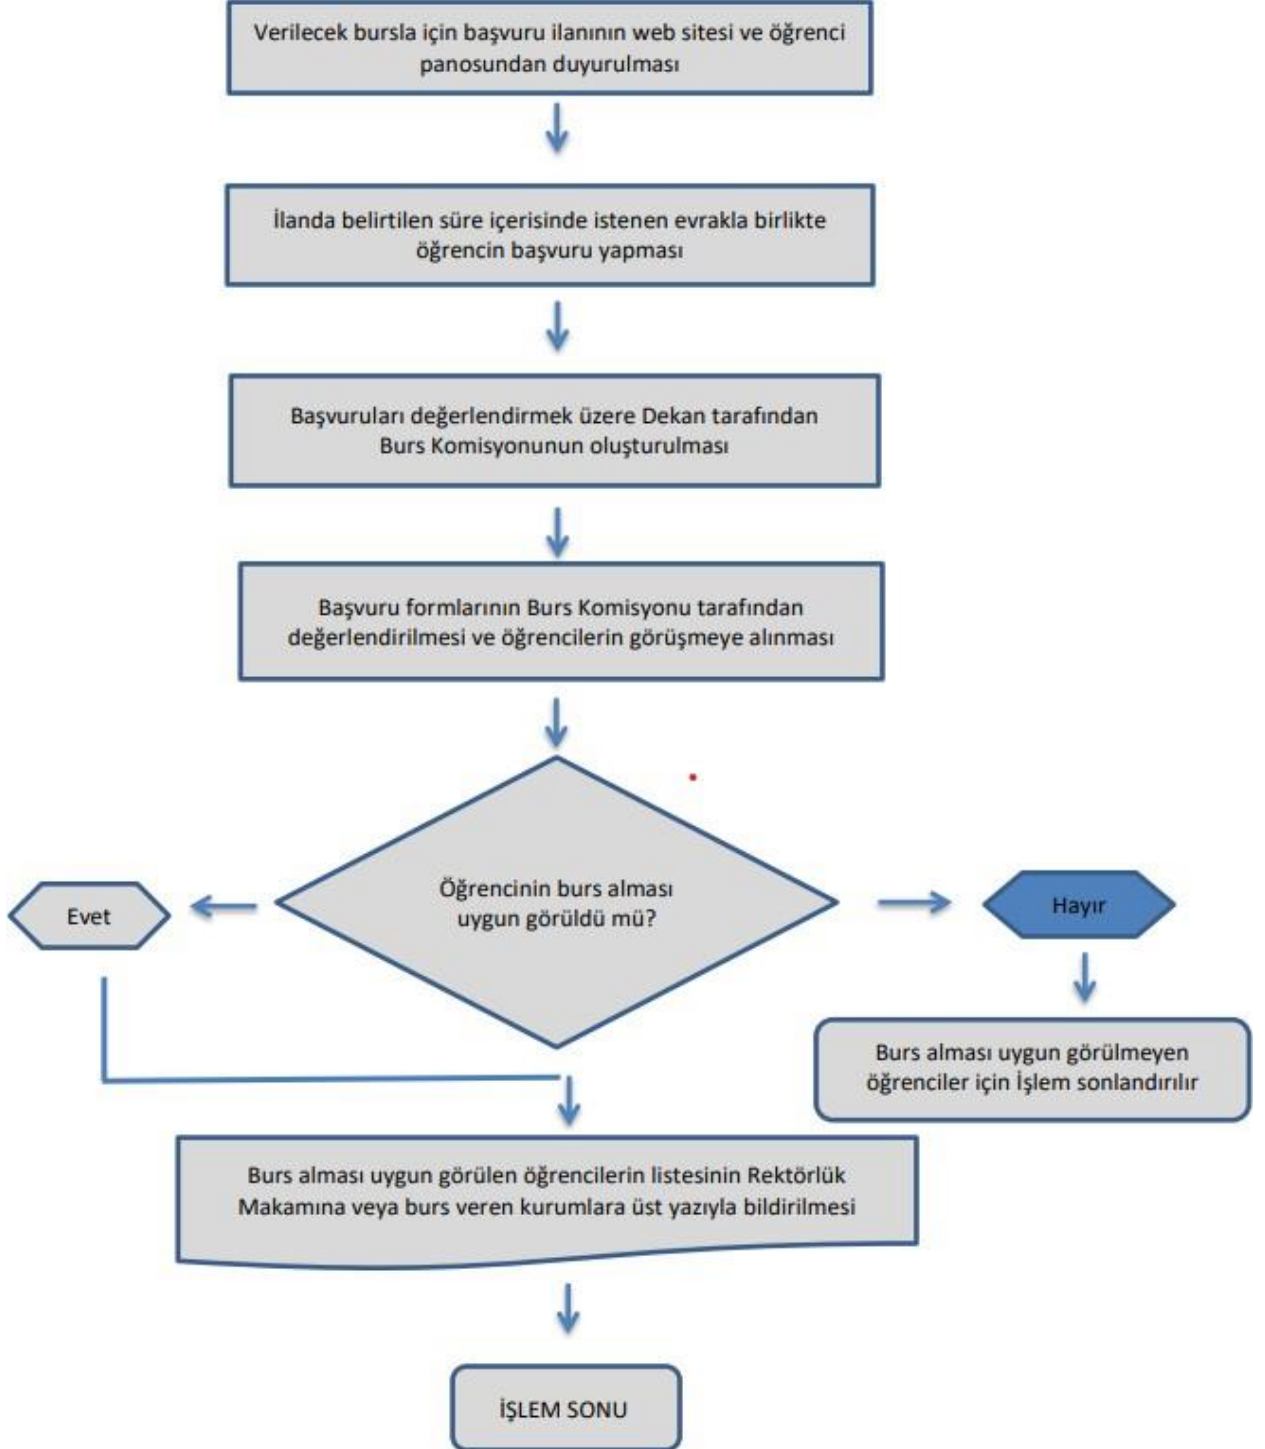 Verilecek bursla için başvuru ilanının web sitesi ve öğrenci
panosundan duyurulması
İlanda belirtilen süre içerisinde istenen evrakla birlikte
öğrencin başvuru yapması
Başvuruları değerlendirmek üzere Dekan tarafından
Burs Komisyonunun oluşturulması
Başvuru formlarının Burs Komisyonu tarafından
değerlendirilmesi ve öğrencilerin görüşmeye alınması
Öğrencinin burs alması
uygun görüldü mü?
Evet
Hayır
Burs alması uygun görülmeyen
öğrenciler için İşlem sonlandırılır
Burs alması uygun görülen öğrencilerin listesinin Rektörlük
Makamına veya burs veren kurumlara üst yazıyla bildirilmesi
İŞLEM SONU